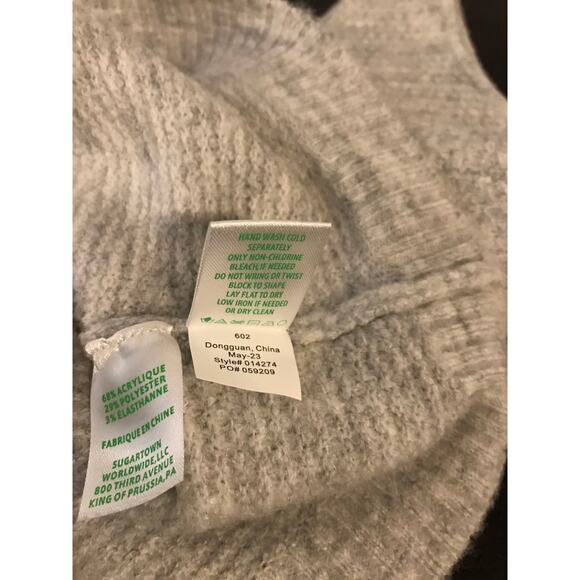 HAND WASH COLD
SEPARATELY
ONLY NON-CHLORINE
BLEACH,IF NEEDED
DO NOT WRING OR TWIST
BLOCK TO SHAPE
LAY FLAT TO DRY
LOW IRON IF NEEDED
OR DRY CLEAN
602
Dongguan, China
May-23
Style# 014274
PO# 059209
68% ACRYLIQUE
29% POLYESTER
3% ELASTHANNE
FABRIQUE EN CHINE
SUGARTOWN
WORLDWIDE,LLC
800 THIRD AVENUE
KING OF PRUSSIA,PA